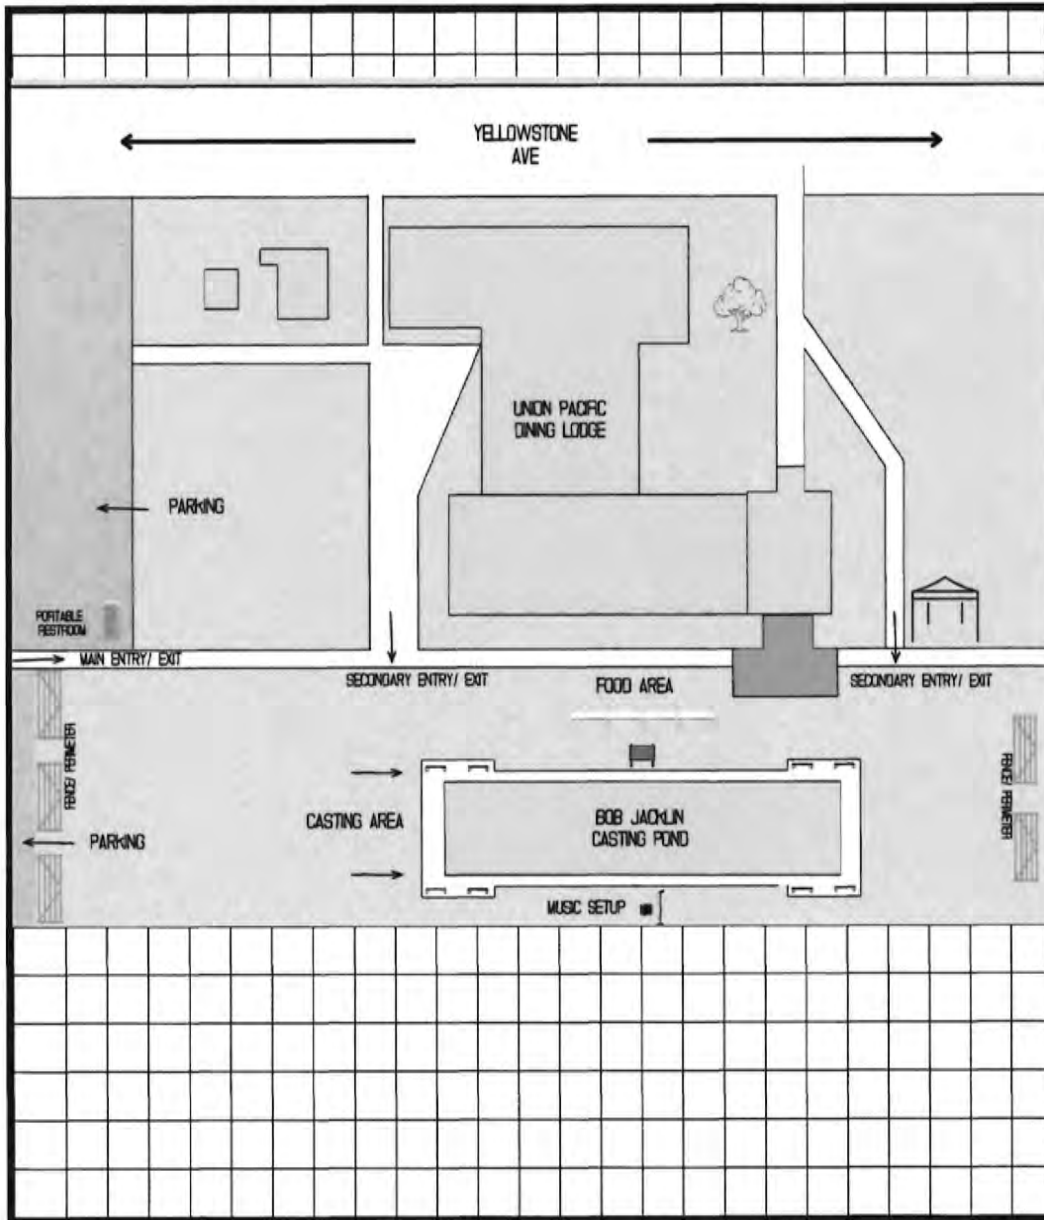 YELLOWSTONE
AVE
UNION PACIFIC
DINING LODGE
PARKING
PORTABLE
RESTROOM
MAIN ENTRY/ EXIT
SECONDARY ENTRY/ EXIT
FOOD AREA
SECONDARY ENTRY/ EXIT
FENCE/ PERIMETER
FENCE/ PERIMETER
CASTING AREA
BOB JACKLIN
CASTING POND
PARKING
MUSIC SETUP